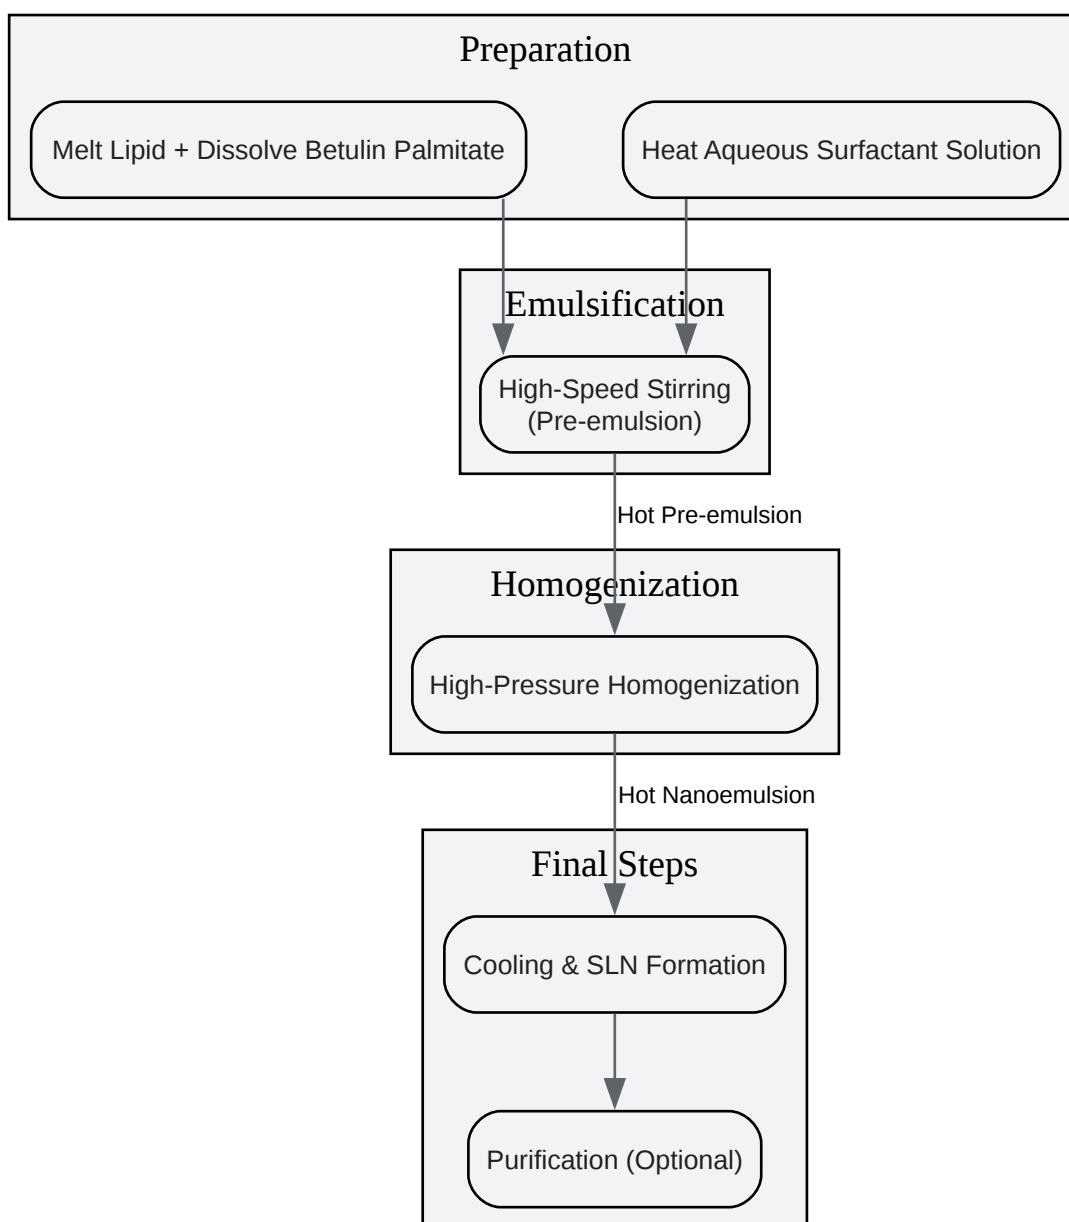 Preparation
Melt Lipid + Dissolve Betulin Palmitate
Heat Aqueous Surfactant Solution
Emulsification
High-Speed Stirring
(Pre-emulsion)
Hot Pre-emulsion
Homogenization
High-Pressure Homogenization
Hot Nanoemulsion
Final Steps
Cooling & SLN Formation
Purification (Optional)